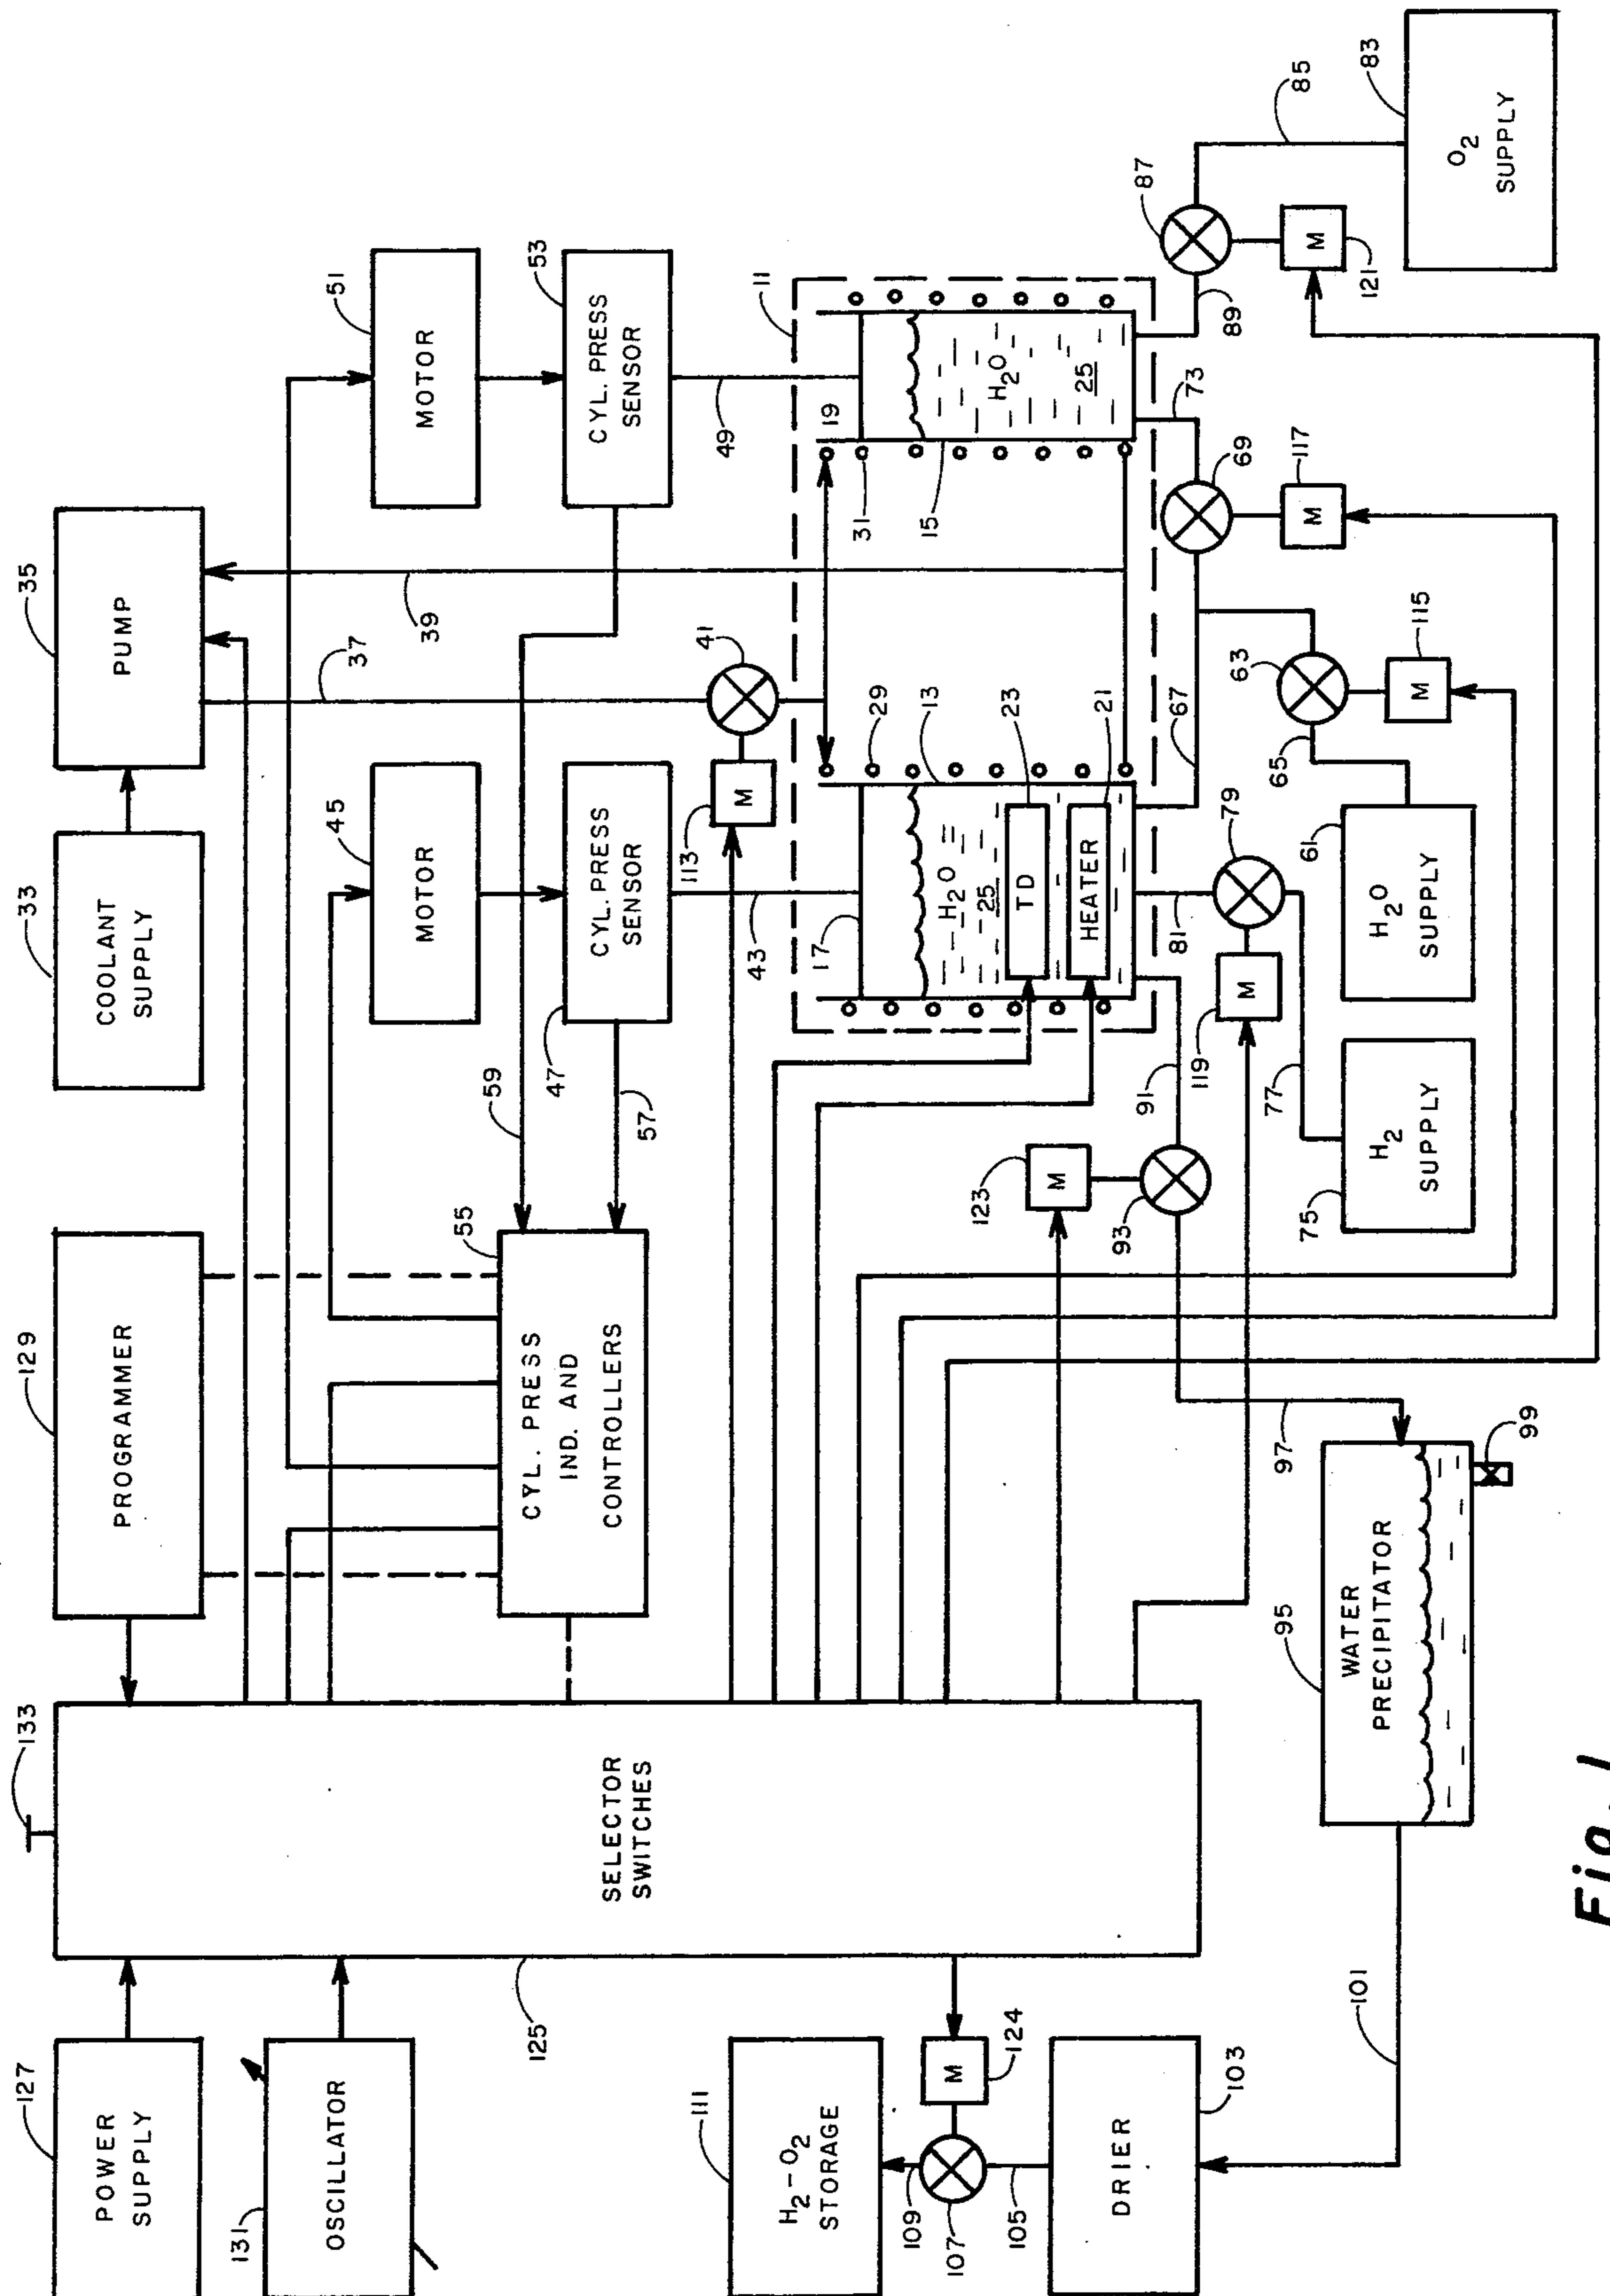 127
POWER
SUPPLY
133
129
PROGRAMMER
33
COOLANT
SUPPLY
35
PUMP
131
OSCILLATOR
125
SELECTOR
SWITCHES
55
CYL. PRESS
IND. AND
CONTROLLERS
59
57
45
MOTOR
47
CYL. PRESS
SENSOR
37
39
51
MOTOR
53
CYL. PRESS
SENSOR
43
113
M
41
49
11
17
29
13
H2O
25
23
TD
21
HEATER
19
31
15
H2O
25
111
H2-O2
STORAGE
109
107
105
M
124
DRIER
103
101
95
WATER
PRECIPITATOR
97
99
123
M
93
91
119
M
81
79
77
75
H2
SUPPLY
61
H2O
SUPPLY
65
63
67
M
115
69
73
M
117
89
87
M
121
85
83
O2
SUPPLY
Fig. 1